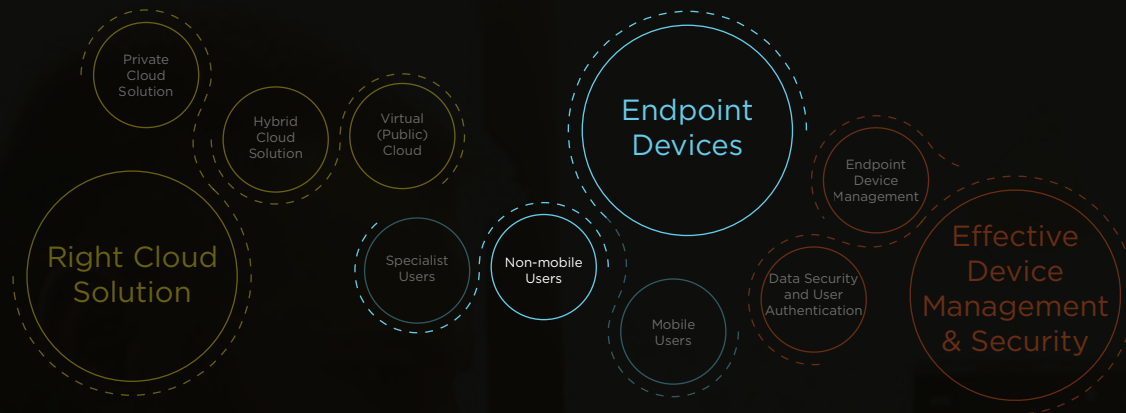 Private
Cloud
Solution
Hybrid
Cloud
Solution
Virtual
(Public)
Cloud
Right Cloud
Solution
Endpoint
Devices
Specialist
Users
Non-mobile
Users
Mobile
Users
Endpoint
Device
Management
Data Security
and User
Authentication
Effective
Device
Management
& Security